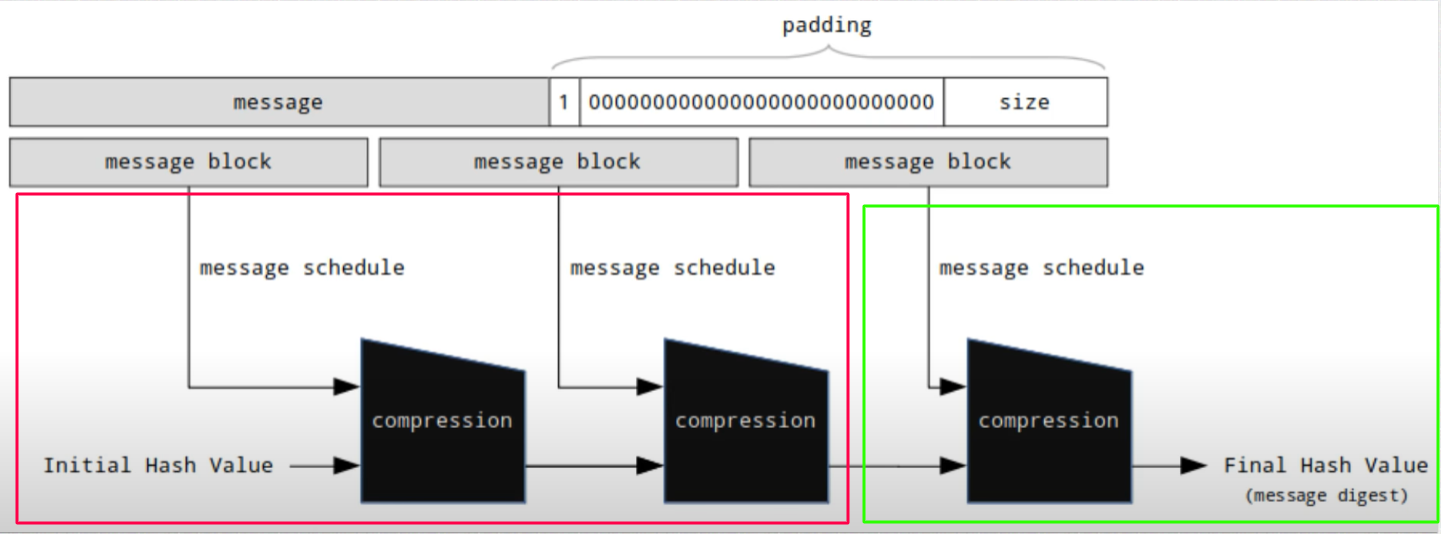 padding
message 1 0000000000000000000000000000 size
message block message block message block
message schedule message schedule message schedule
compression compression compression
Initial Hash Value Final Hash Value
(message digest)